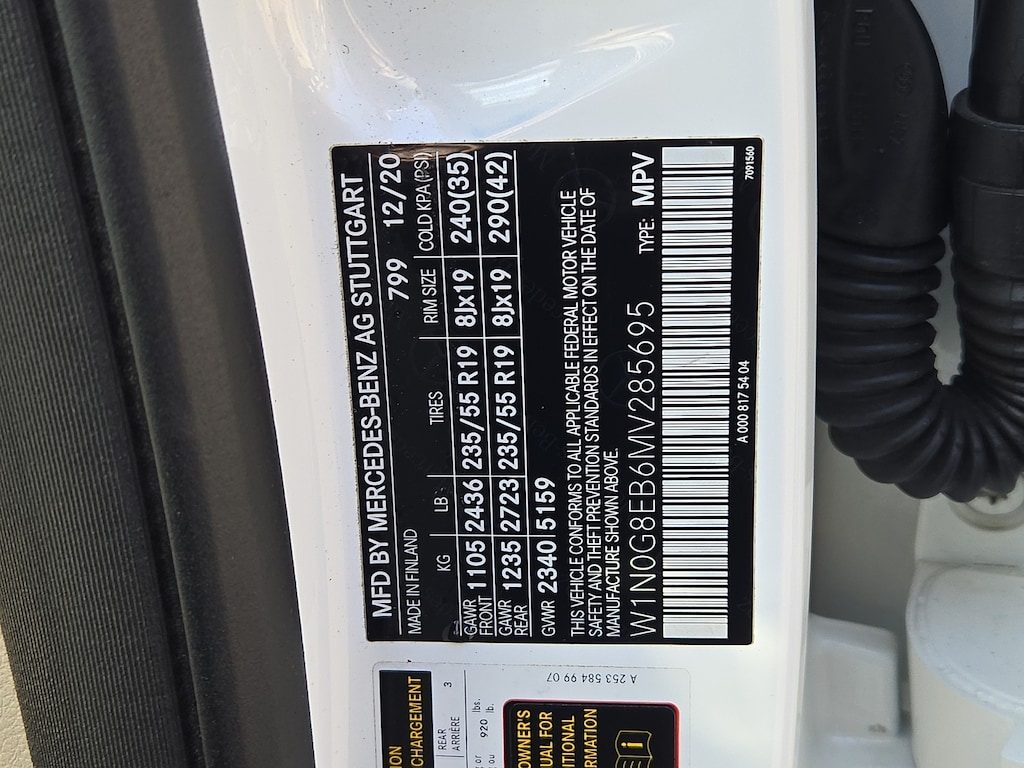 MFD BY MERCEDES-BENZ AG STUTTGART
MADE IN FINLAND 799 12/20
KG LB TIRES RIM SIZE COLD KPA (PSI)
GAWR FRONT 1105 2436 235/55 R19 8Jx19 240(35)
GAWR REAR 1235 2723 235/55 R19 8Jx19 290(42)
GVWR 2340 5159
THIS VEHICLE CONFORMS TO ALL APPLICABLE FEDERAL MOTOR VEHICLE
SAFETY AND THEFT PREVENTION STANDARDS IN EFFECT ON THE DATE OF
MANUFACTURE SHOWN ABOVE.
W1N0G8EB6MV285695 TYPE: MPV
A 000 817 54 04
7091560
A 253 584 99 07
CHARGEMENT
REAR 3
ARRIÈRE
or lbs.
ou 920 lb.
OWNER'S
FOR